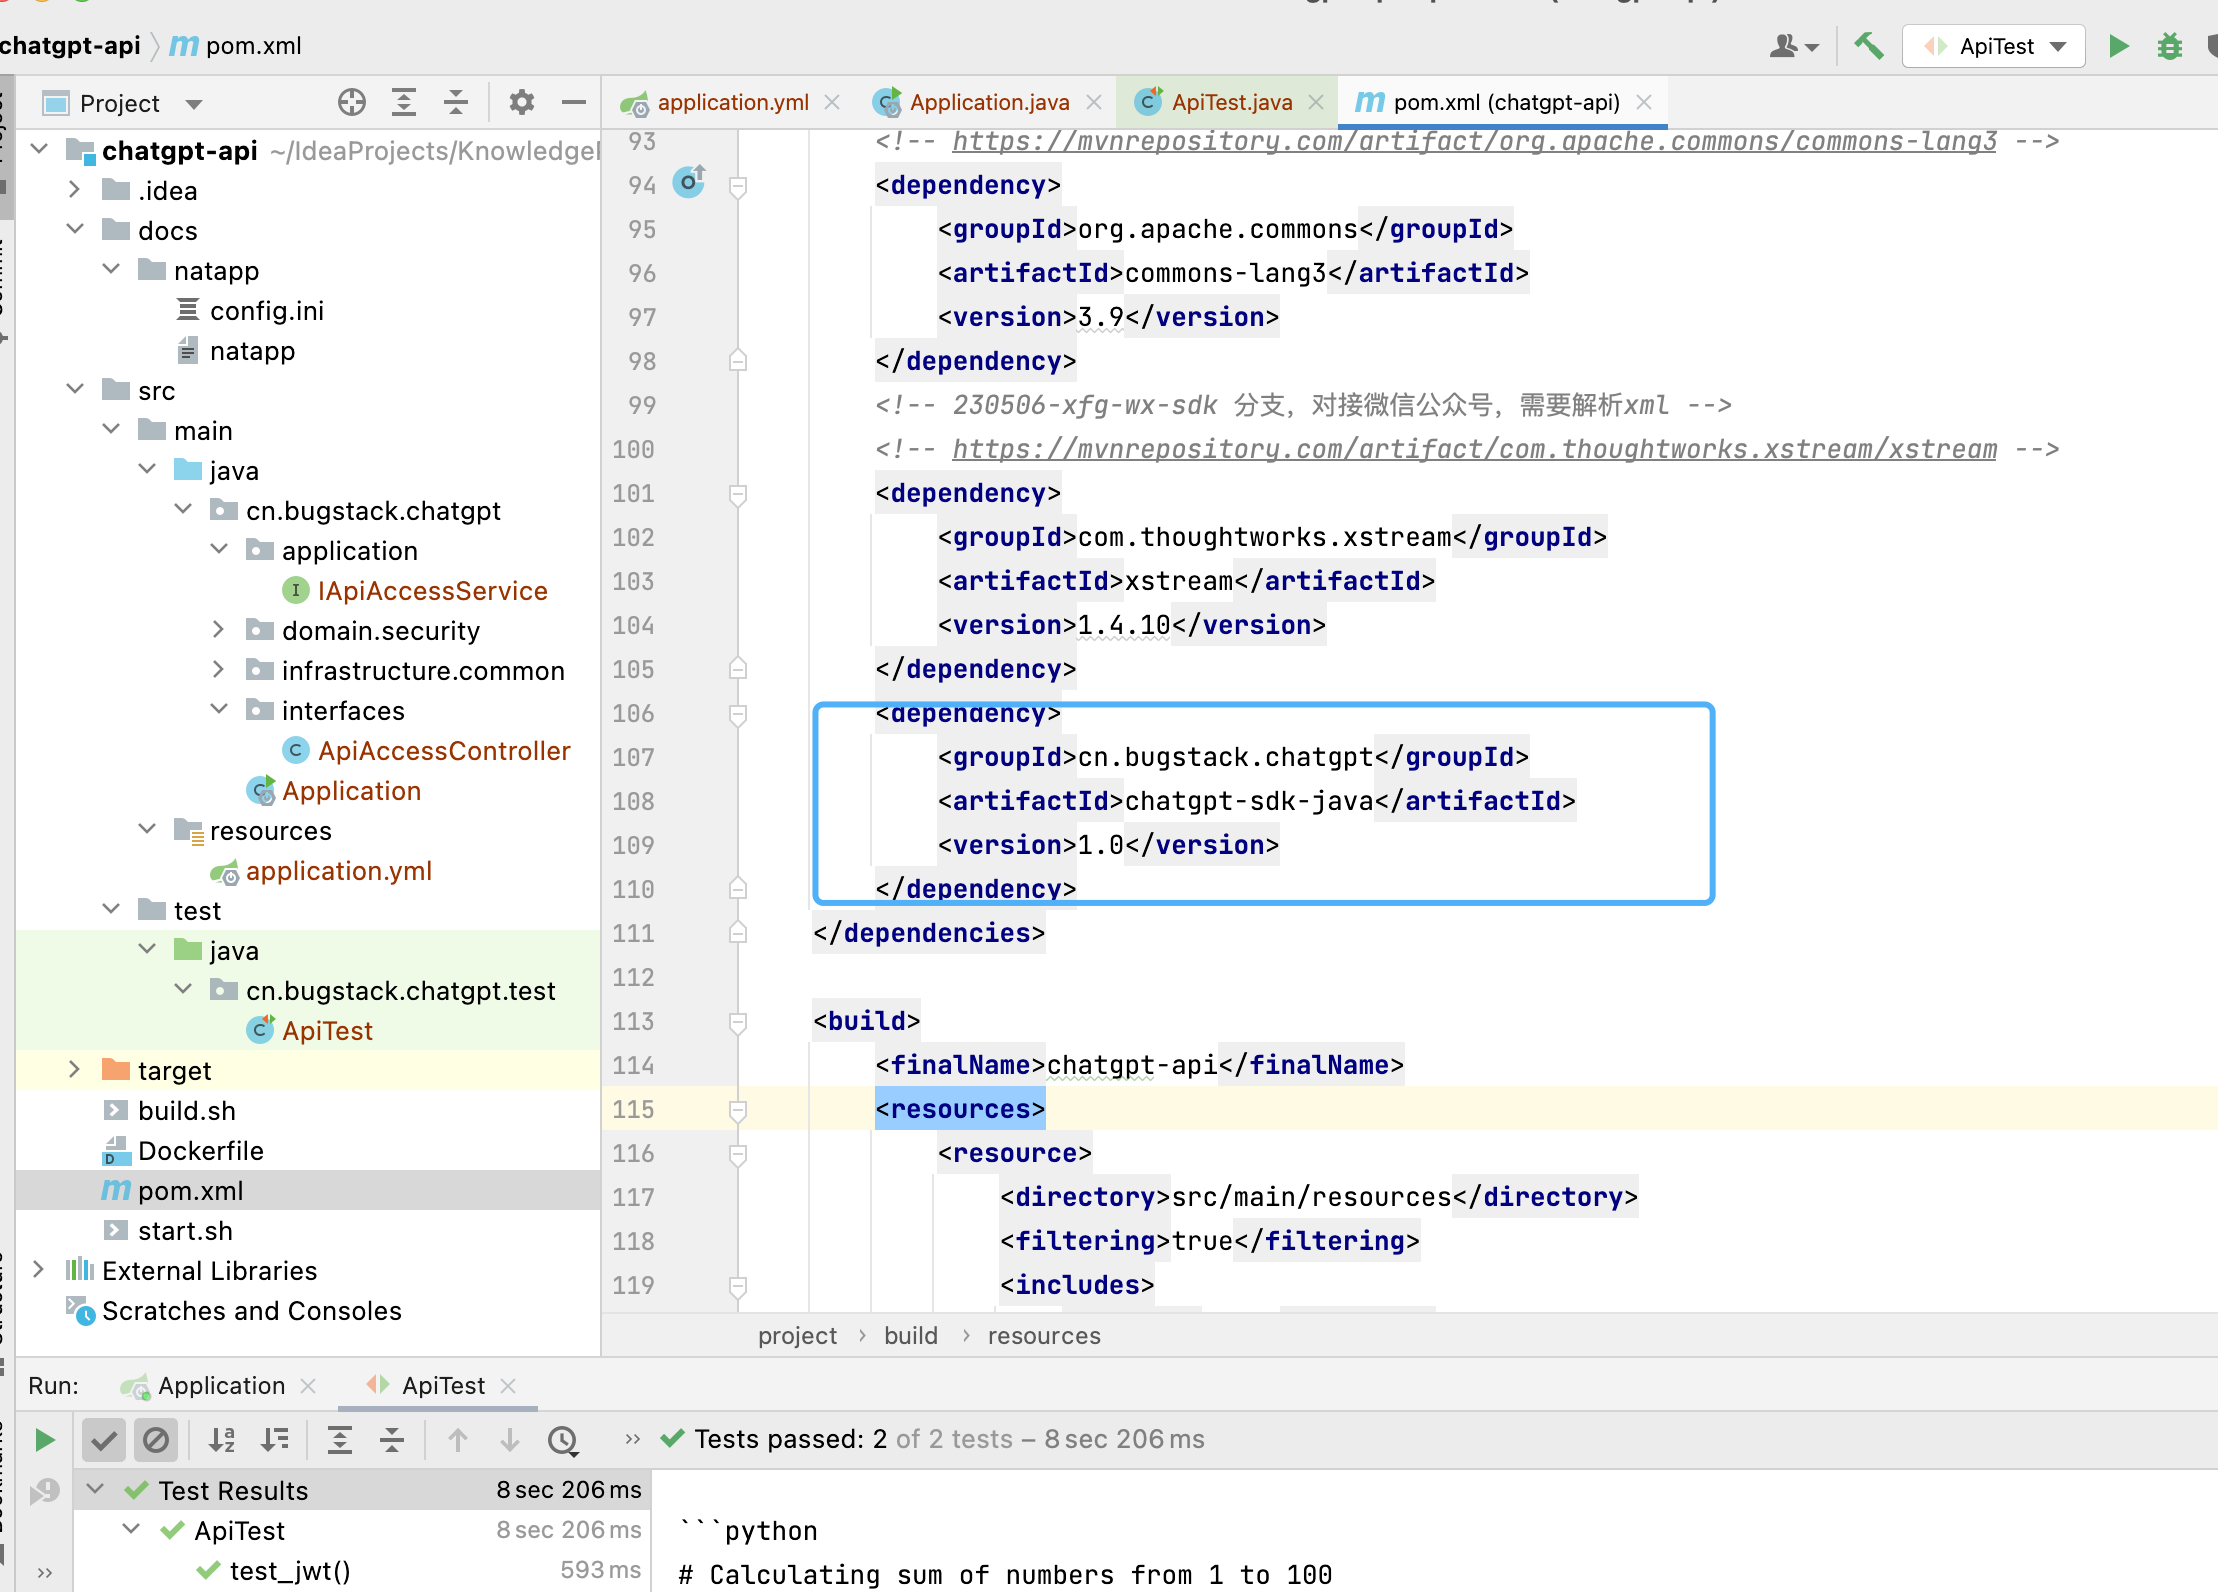 chatgpt-api
pom.xml
ApiTest
Project
application.yml
Application.java
ApiTest.java
pom.xml (chatgpt-api)
chatgpt-api ~/IdeaProjects/Knowledge
.idea
docs
natapp
config.ini
natapp
src
main
java
cn.bugstack.chatgpt
application
IApiAccessService
domain.security
infrastructure.common
interfaces
ApiAccessController
Application
resources
application.yml
test
java
cn.bugstack.chatgpt.test
ApiTest
target
build.sh
Dockerfile
pom.xml
start.sh
External Libraries
Scratches and Consoles
93 <!-- https://mvnrepository.com/artifact/org.apache.commons/commons-lang3 -->
94 <dependency>
95 <groupId>org.apache.commons</groupId>
96 <artifactId>commons-lang3</artifactId>
97 <version>3.9</version>
98 </dependency>
99 <!-- 230506-xfg-wx-sdk 分支，对接微信公众号，需要解析xml -->
100 <!-- https://mvnrepository.com/artifact/com.thoughtworks.xstream/xstream -->
101 <dependency>
102 <groupId>com.thoughtworks.xstream</groupId>
103 <artifactId>xstream</artifactId>
104 <version>1.4.10</version>
105 </dependency>
106 <dependency>
107 <groupId>cn.bugstack.chatgpt</groupId>
108 <artifactId>chatgpt-sdk-java</artifactId>
109 <version>1.0</version>
110 </dependency>
111 </dependencies>
112
113 <build>
114 <finalName>chatgpt-api</finalName>
115 <resources>
116 <resource>
117 <directory>src/main/resources</directory>
118 <filtering>true</filtering>
119 <includes>
project › build › resources
Run: Application ApiTest
Tests passed: 2 of 2 tests – 8 sec 206 ms
Test Results 8 sec 206 ms
ApiTest 8 sec 206 ms
test_jwt() 593 ms
```python
# Calculating sum of numbers from 1 to 100